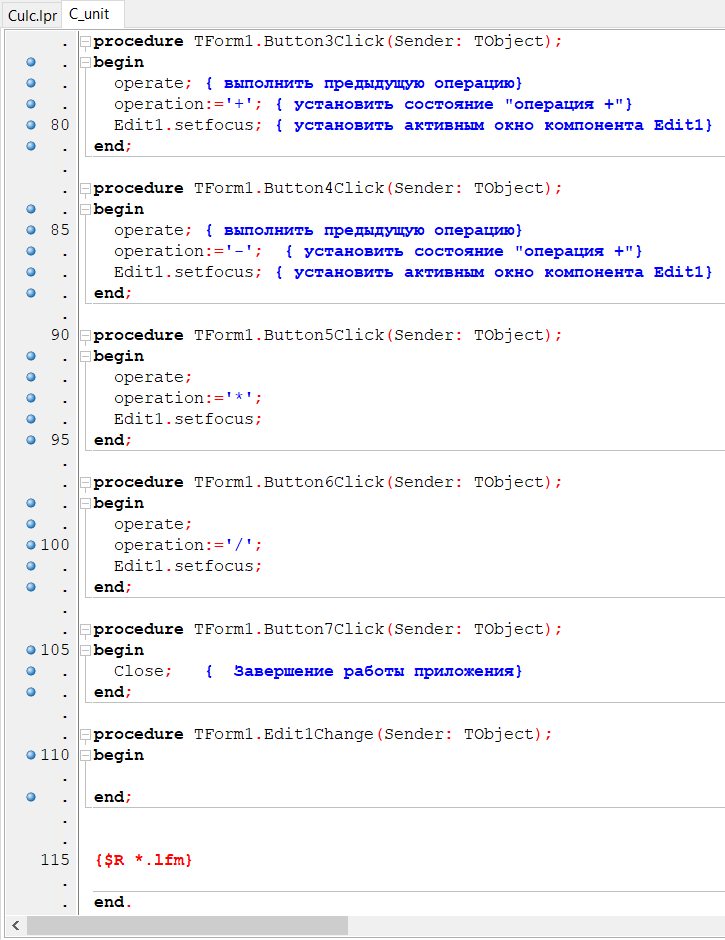 Culc.lpr C_unit
. procedure TForm1.Button3Click(Sender: TObject);
. begin
. operate; { выполнить предыдущую операцию}
. operation:='+'; { установить состояние "операция +"}
80 Edit1.setfocus; { установить активным окно компонента Edit1}
. end;
.
. procedure TForm1.Button4Click(Sender: TObject);
. begin
85 operate; { выполнить предыдущую операцию}
. operation:='-'; { установить состояние "операция +"}
. Edit1.setfocus; { установить активным окно компонента Edit1}
. end;
.
90 procedure TForm1.Button5Click(Sender: TObject);
. begin
. operate;
. operation:='*';
. Edit1.setfocus;
95 end;
.
. procedure TForm1.Button6Click(Sender: TObject);
. begin
. operate;
100 operation:='/';
. Edit1.setfocus;
. end;
.
. procedure TForm1.Button7Click(Sender: TObject);
105 begin
. Close; { Завершение работы приложения}
. end;
.
. procedure TForm1.Edit1Change(Sender: TObject);
110 begin
.
. end;
.
.
115 {$R *.lfm}
.
. end.